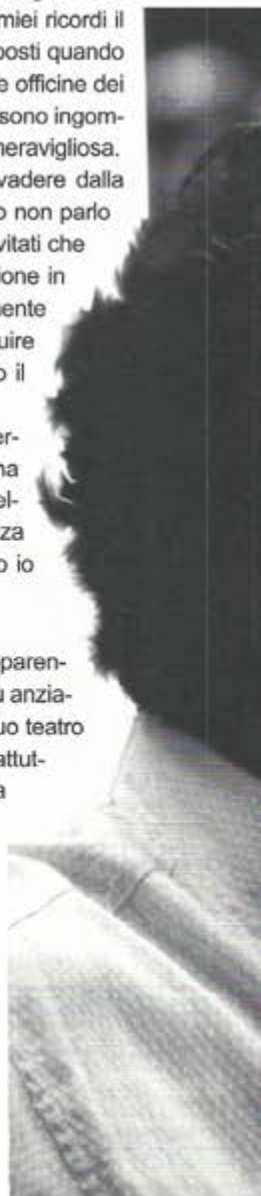 miei ricordi il
posti quando
e officine dei
sono ingom-
meravigliosa.
vadere dalla
o non parlo
vitati che
ione in
mente
uire
o il
er-
na
el-
za
o io
paren-
ù anzia-
uo teatro
attut-
a